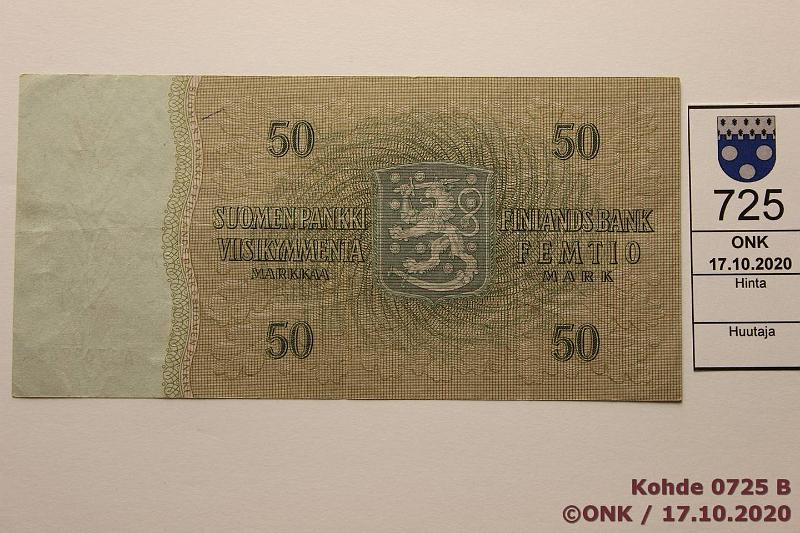 50
50
SUOMEN PANKKI
FINLANDS BANK
VIISIKYMMENTÄ
FEMTIO
MARKKAA
MARK
50
50
725
ONK
17.10.2020
Hinta
Huutaja
Kohde 0725 B
©ONK / 17.10.2020